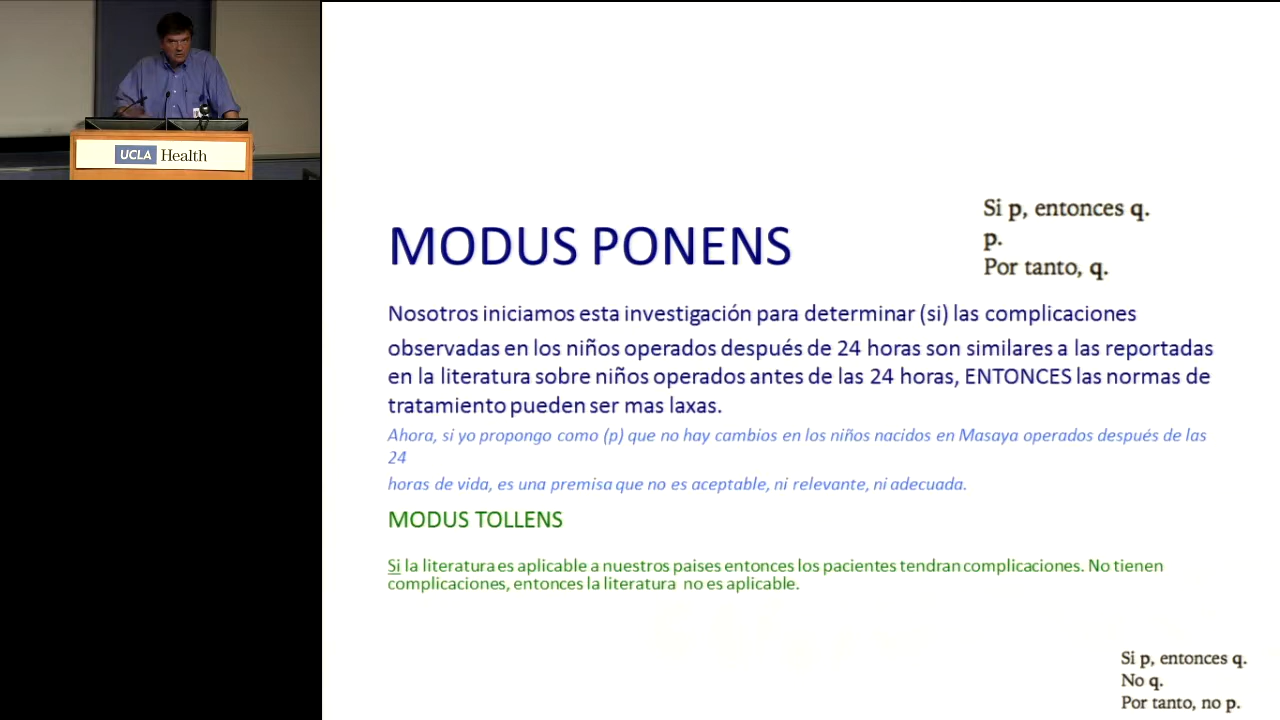 UCLA Health
Si p, entonces q.
p.
Por tanto, q.
MODUS PONENS
Nosotros iniciamos esta investigación para determinar (si) las complicaciones
observadas en los niños operados después de 24 horas son similares a las reportadas
en la literatura sobre niños operados antes de las 24 horas, ENTONCES las normas de
tratamiento pueden ser mas laxas.
Ahora, si yo propongo como (p) que no hay cambios en los niños nacidos en Masaya operados después de las
24
horas de vida, es una premisa que no es aceptable, ni relevante, ni adecuada.
MODUS TOLLENS
Si la literatura es aplicable a nuestros paises entonces los pacientes tendran complicaciones. No tienen
complicaciones, entonces la literatura no es aplicable.
Si p, entonces q.
No q.
Por tanto, no p.